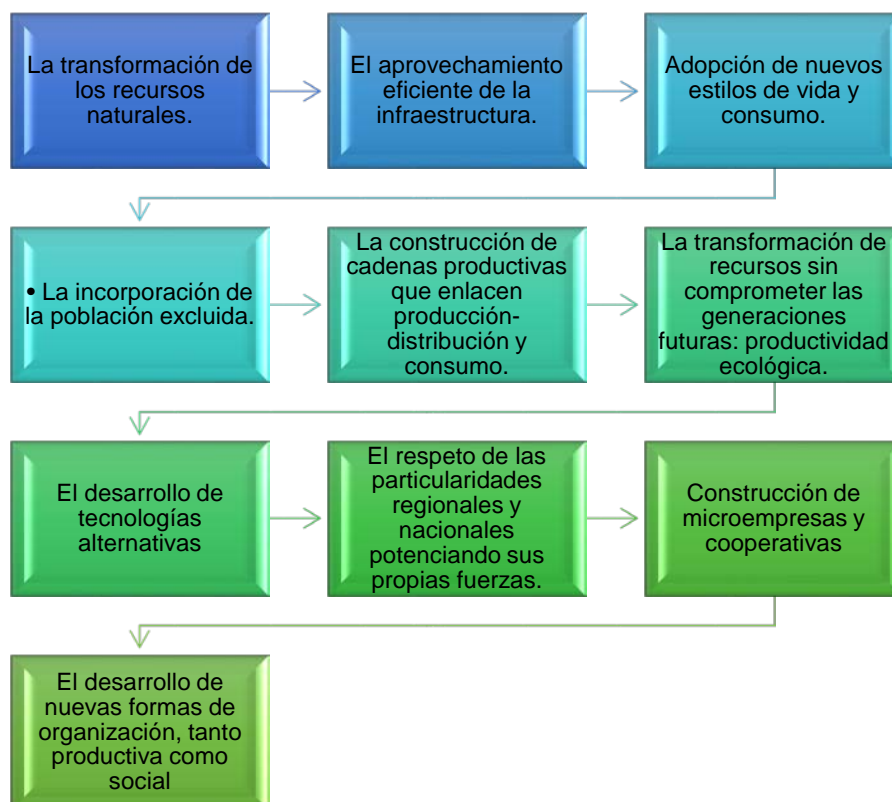 La transformación de
los recursos
naturales.
El aprovechamiento
eficiente de la
infraestructura.
Adopción de nuevos
estilos de vida y
consumo.
• La incorporación de
la población excluida.
La construcción de
cadenas productivas
que enlacen
producción-
distribución y
consumo.
La transformación de
recursos sin
comprometer las
generaciones
futuras: productividad
ecológica.
El desarrollo de
tecnologías
alternativas
El respeto de las
particularidades
regionales y
nacionales
potenciando sus
propias fuerzas.
Construcción de
microempresas y
cooperativas
El desarrollo de
nuevas formas de
organización, tanto
productiva como
social